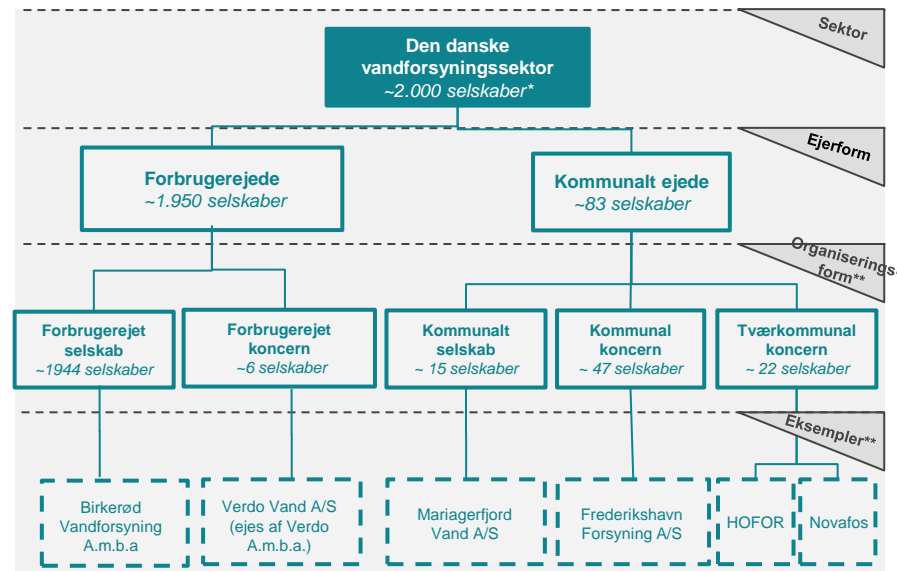 Sektor
Den danske
vandforsyningssektor
~2.000 selskaber*
Ejerform
Forbrugerejede
~1.950 selskaber
Kommunalt ejede
~83 selskaber
Organiserings
form**
Forbrugerejet
selskab
~1944 selskaber
Forbrugerejet
koncern
~6 selskaber
Kommunalt
selskab
~ 15 selskaber
Kommunal
koncern
~ 47 selskaber
Tværkommunal
koncern
~ 22 selskaber
Eksempler**
Birkerød
Vandforsyning
A.m.b.a
Verdo Vand A/S
(ejes af Verdo
A.m.b.a.)
Mariagerfjord
Vand A/S
Frederikshavn
Forsyning A/S
HOFOR
Novafos